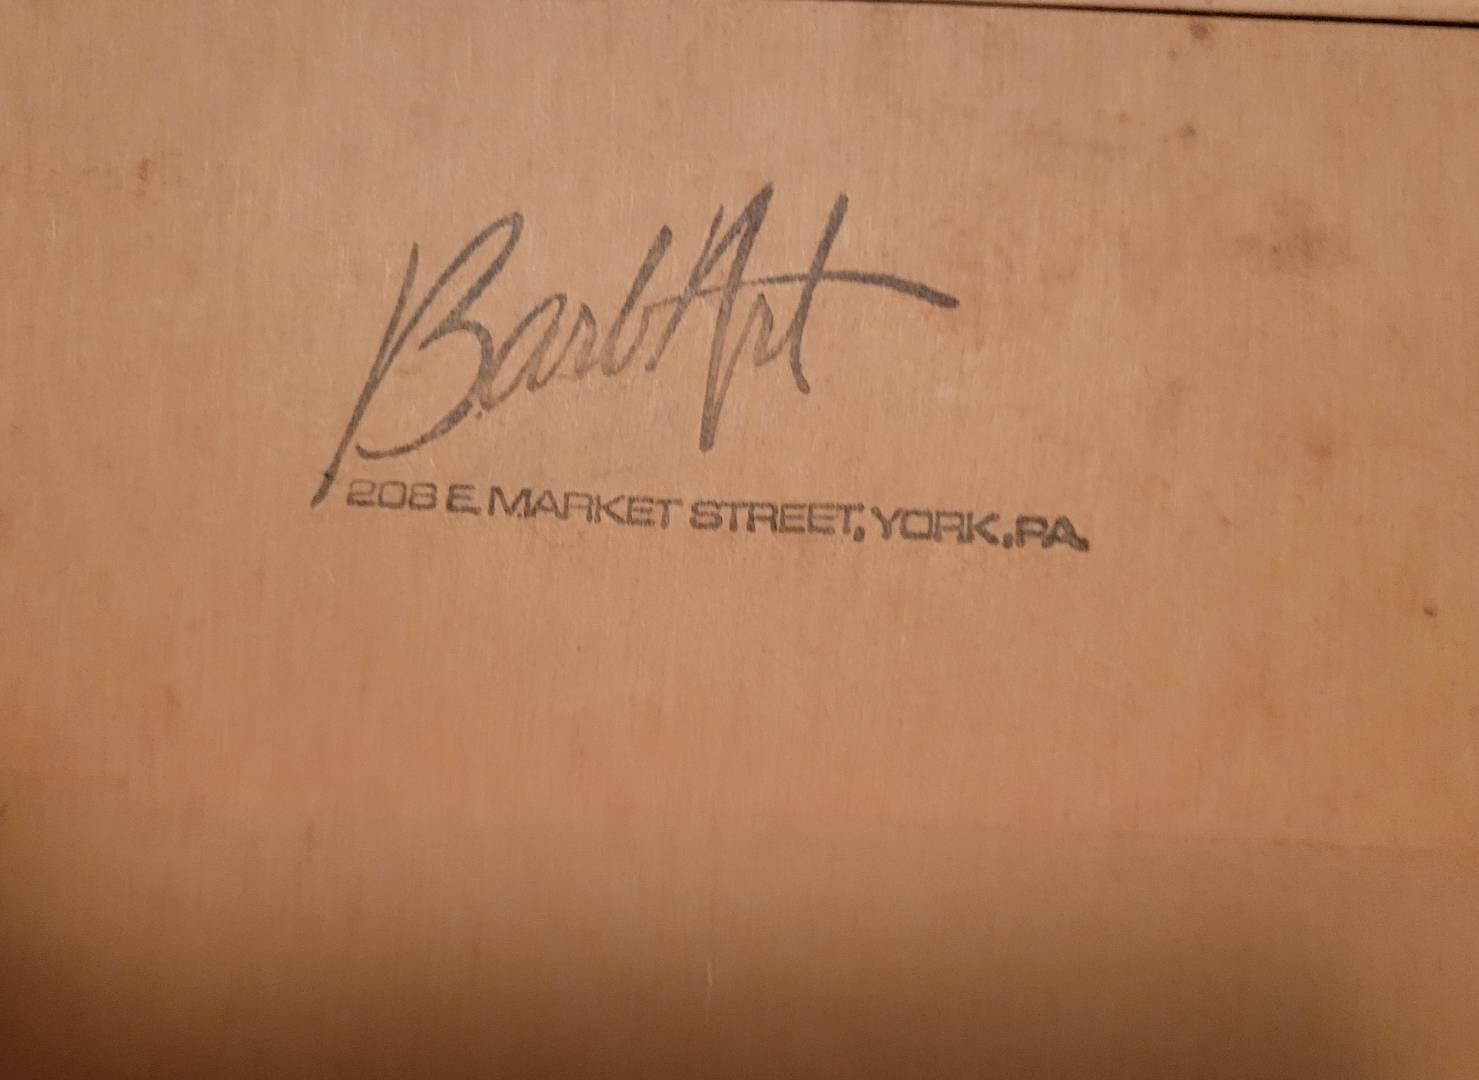 BarbArt
208 E. MARKET STREET, YORK, PA.